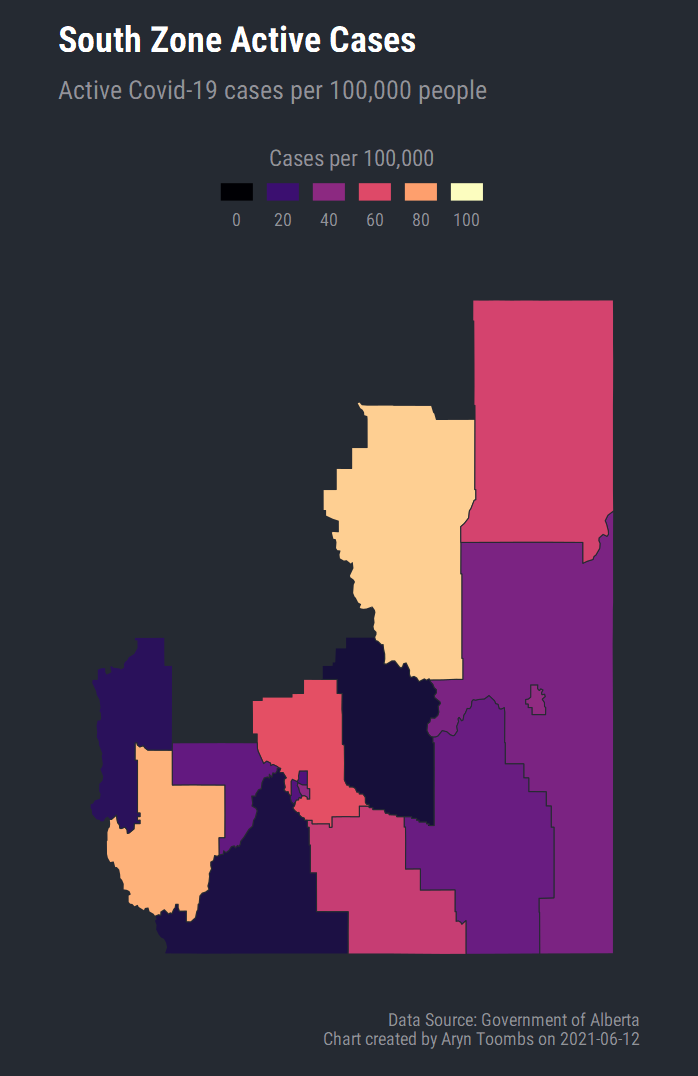 South Zone Active Cases
Active Covid-19 cases per 100,000 people
Cases per 100,000
0 20 40 60 80 100
Data Source: Government of Alberta
Chart created by Aryn Toombs on 2021-06-12